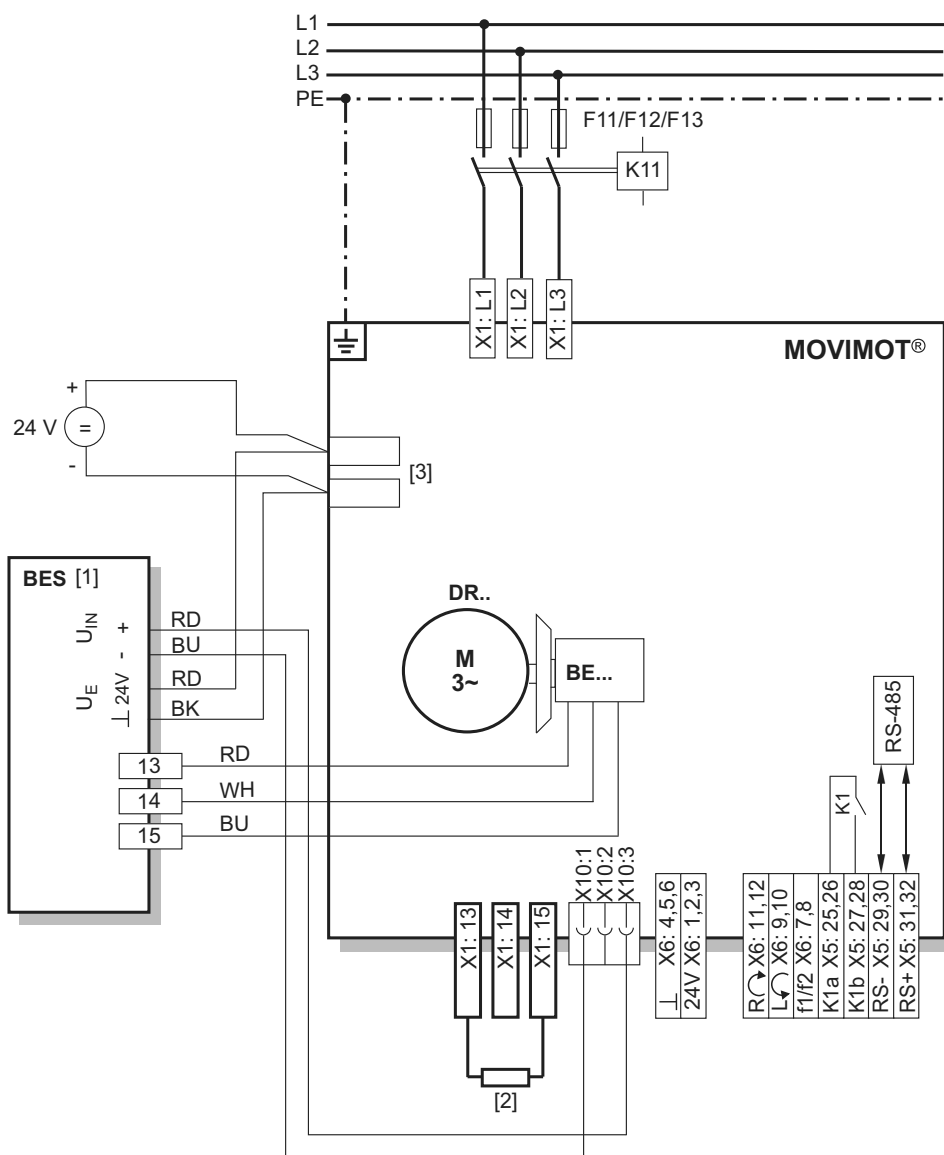 L1
L2
L3
PE
F11/F12/F13
K11
X1: L1
X1: L2
X1: L3
MOVIMOT®
+
24 V
=
-
[3]
BES [1]
UIN
+
-
UE
24V
⊥
RD
BU
RD
BK
13
RD
14
WH
15
BU
DR..
M
3~
BE...
RS-485
K1
X10:1
X10:2
X10:3
X1: 13
X1: 14
X1: 15
⊥ X6: 4,5,6
24V X6: 1,2,3
R X6: 11,12
L X6: 9,10
f1/f2 X6: 7,8
K1a X5: 25,26
K1b X5: 27,28
RS- X5: 29,30
RS+ X5: 31,32
[2]